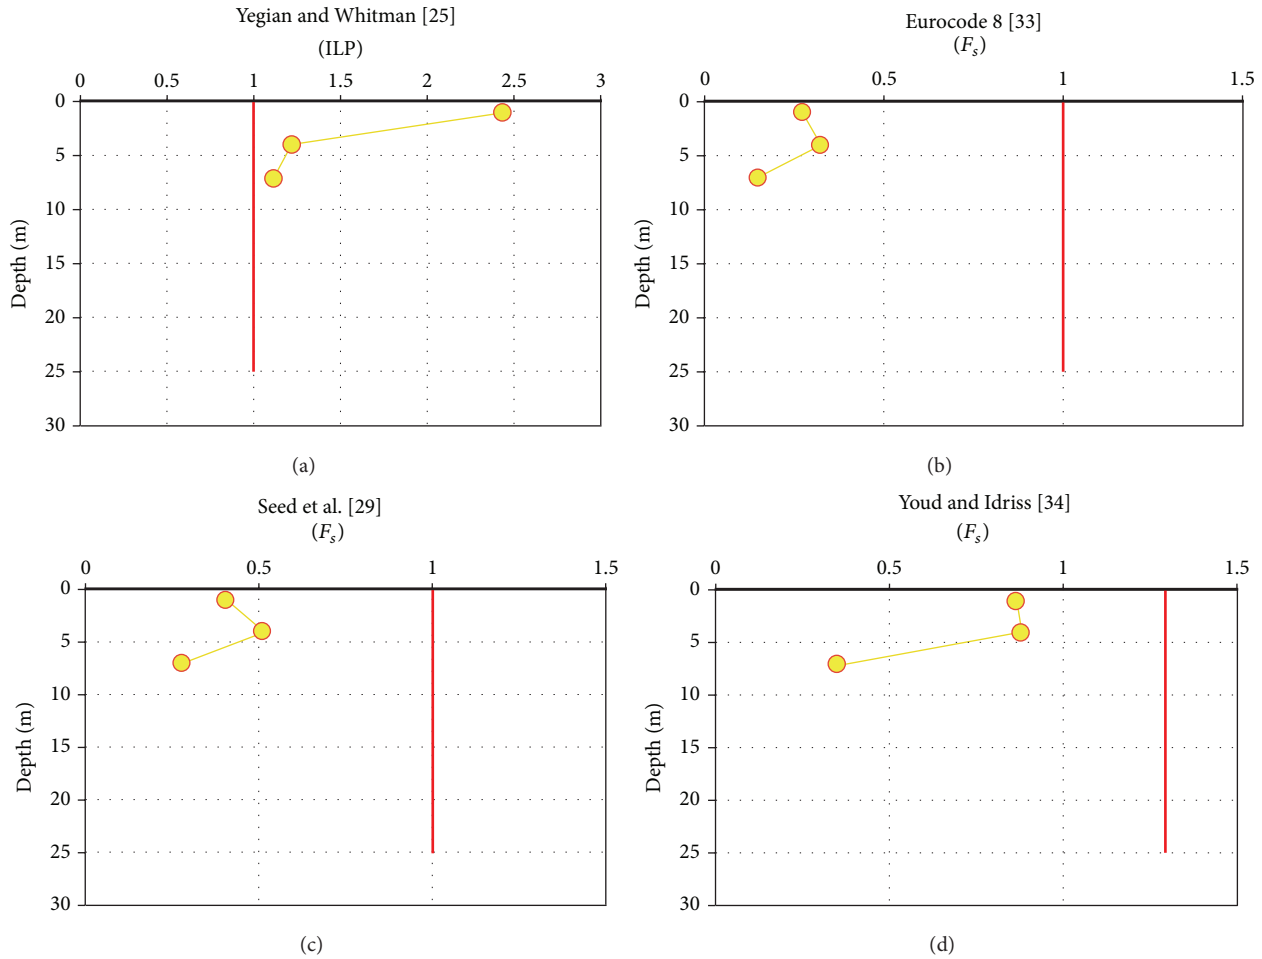 Yegian and Whitman [25]
(ILP)
0 0.5 1 1.5 2 2.5 3
0
5
10
15
20
25
30
Depth (m)
(a)
Eurocode 8 [33]
(Fs)
0 0.5 1 1.5
0
5
10
15
20
25
30
Depth (m)
(b)
Seed et al. [29]
(Fs)
0 0.5 1 1.5
0
5
10
15
20
25
30
Depth (m)
(c)
Youd and Idriss [34]
(Fs)
0 0.5 1 1.5
0
5
10
15
20
25
30
Depth (m)
(d)